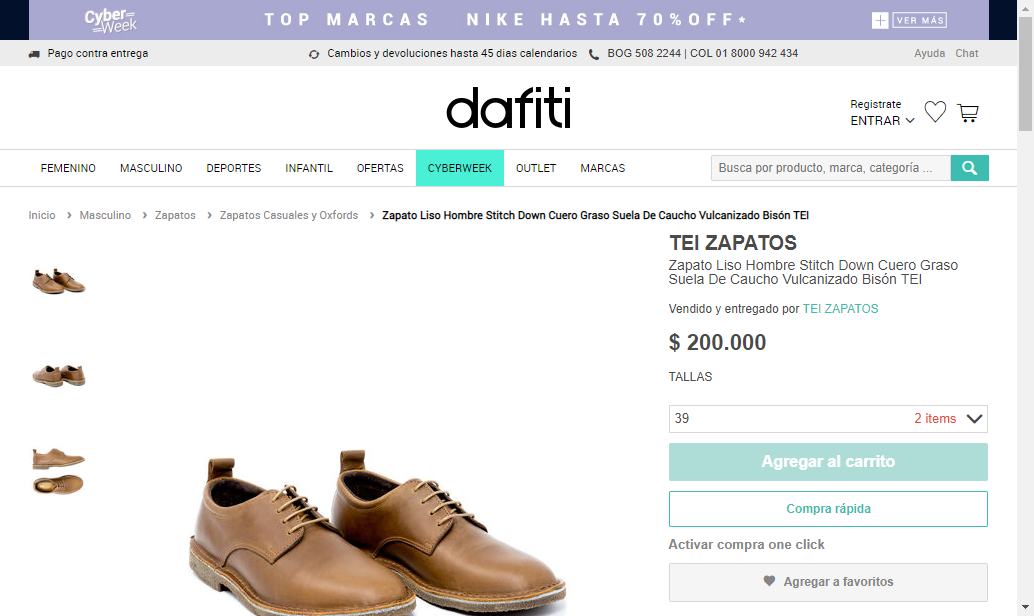 Cyber Week
TOP MARCAS NIKE HASTA 70%OFF*
+ VER MÁS
Pago contra entrega
Cambios y devoluciones hasta 45 dias calendarios
BOG 508 2244 | COL 01 8000 942 434
Ayuda Chat
dafiti
Registrate
ENTRAR
FEMENINO MASCULINO DEPORTES INFANTIL OFERTAS CYBERWEEK OUTLET MARCAS
Busca por producto, marca, categoría ...
Inicio > Masculino > Zapatos > Zapatos Casuales y Oxfords > Zapato Liso Hombre Stitch Down Cuero Graso Suela De Caucho Vulcanizado Bisón TEI
TEI ZAPATOS
Zapato Liso Hombre Stitch Down Cuero Graso
Suela De Caucho Vulcanizado Bisón TEI
Vendido y entregado por TEI ZAPATOS
$ 200.000
TALLAS
39 2 items
Agregar al carrito
Compra rápida
Activar compra one click
Agregar a favoritos